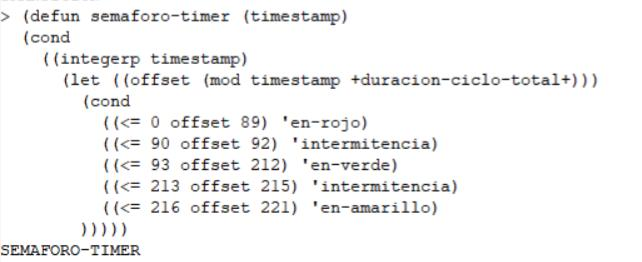 > (defun semaforo-timer (timestamp)
(cond
((integerp timestamp)
(let ((offset (mod timestamp +duracion-ciclo-total+)))
(cond
((<= 0 offset 89) 'en-rojo)
((<= 90 offset 92) 'intermitencia)
((<= 93 offset 212) 'en-verde)
((<= 213 offset 215) 'intermitencia)
((<= 216 offset 221) 'en-amarillo)
)))))
SEMAFORO-TIMER